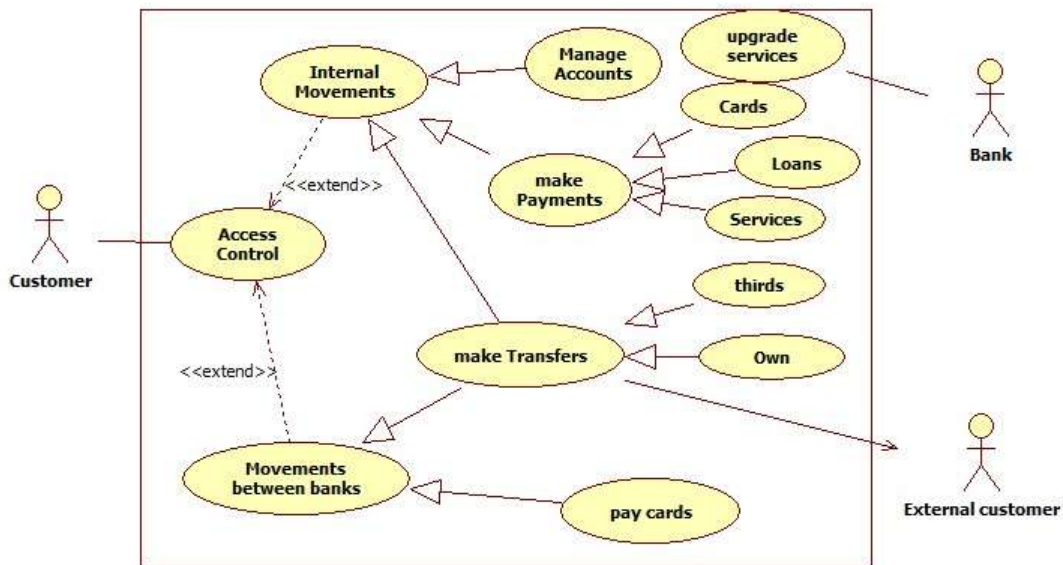 upgrade
services
Manage
Accounts
Internal
Movements
Cards
Bank
Loans
make
Payments
<<extend>>
Services
Access
Control
Customer
thirds
make Transfers
Own
<<extend>>
Movements
between banks
pay cards
External customer